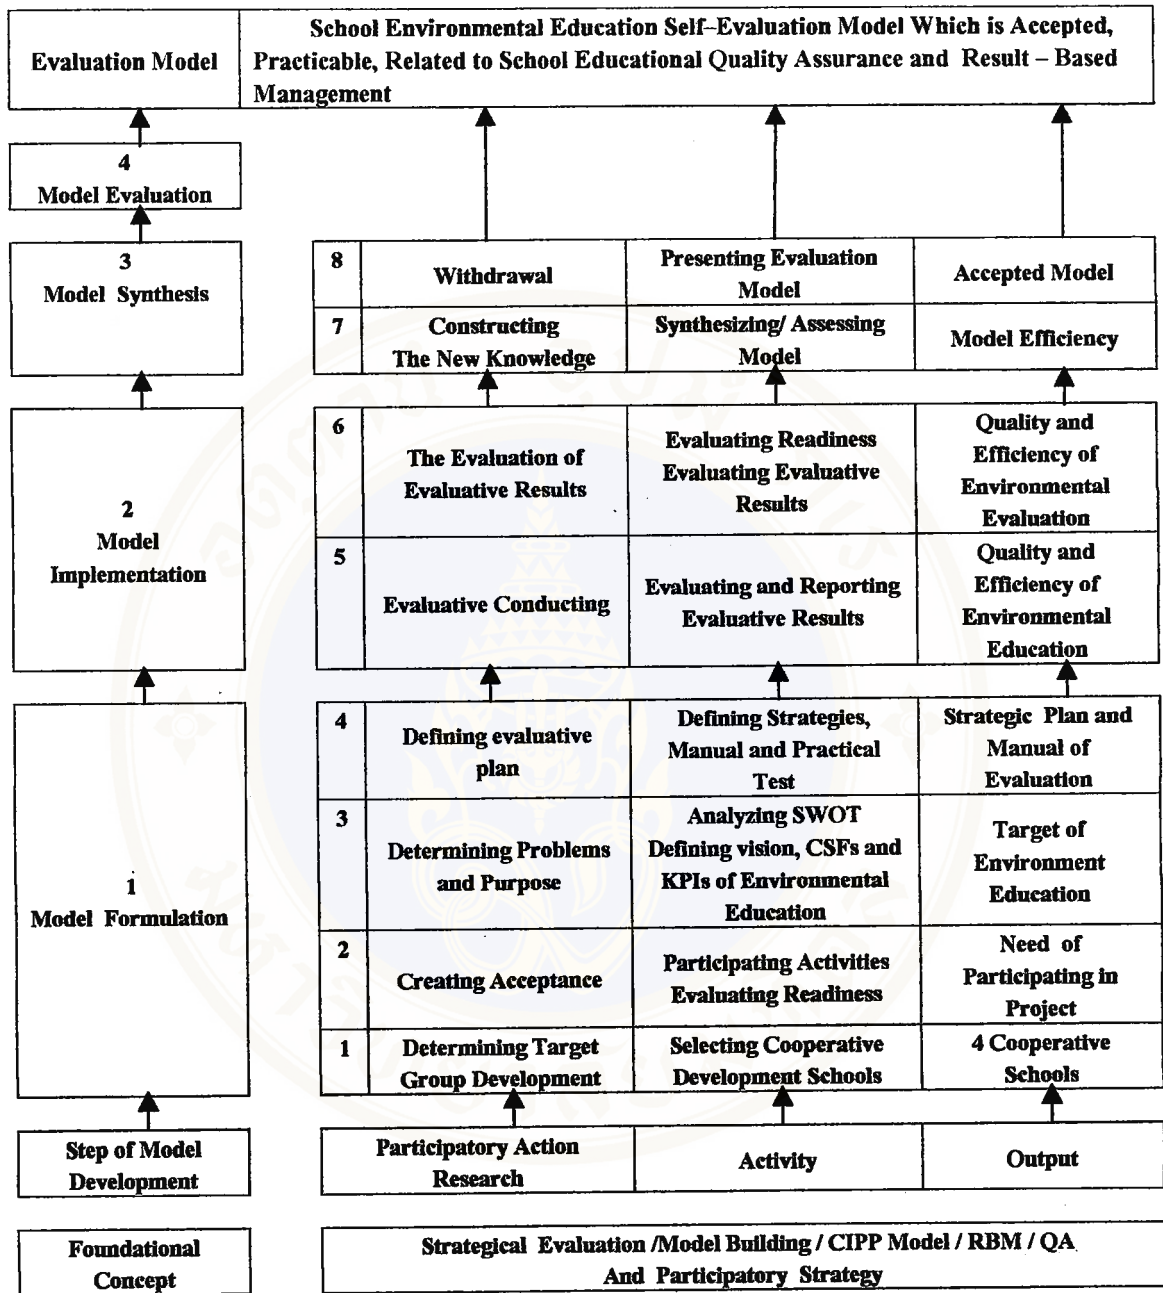 School Environmental Education Self–Evaluation Model Which is Accepted,
Evaluation Model
Practicable, Related to School Educational Quality Assurance and Result – Based
Management
4
Model Evaluation
3
Model Synthesis
8
Withdrawal
Presenting Evaluation
Model
Accepted Model
7
Constructing
The New Knowledge
Synthesizing/ Assessing
Model
Model Efficiency
2
Model
Implementation
6
The Evaluation of
Evaluative Results
Evaluating Readiness
Evaluating Evaluative
Results
Quality and
Efficiency of
Environmental
Evaluation
5
Evaluative Conducting
Evaluating and Reporting
Evaluative Results
Quality and
Efficiency of
Environmental
Education
1
Model Formulation
4
Defining evaluative
plan
Defining Strategies,
Manual and Practical
Test
Strategic Plan and
Manual of
Evaluation
3
Determining Problems
and Purpose
Analyzing SWOT
Defining vision, CSFs and
KPIs of Environmental
Education
Target of
Environment
Education
2
Creating Acceptance
Participating Activities
Evaluating Readiness
Need of
Participating in
Project
1
Determining Target
Group Development
Selecting Cooperative
Development Schools
4 Cooperative
Schools
Step of Model
Development
Participatory Action
Research
Activity
Output
Foundational
Concept
Strategical Evaluation /Model Building / CIPP Model / RBM / QA
And Participatory Strategy